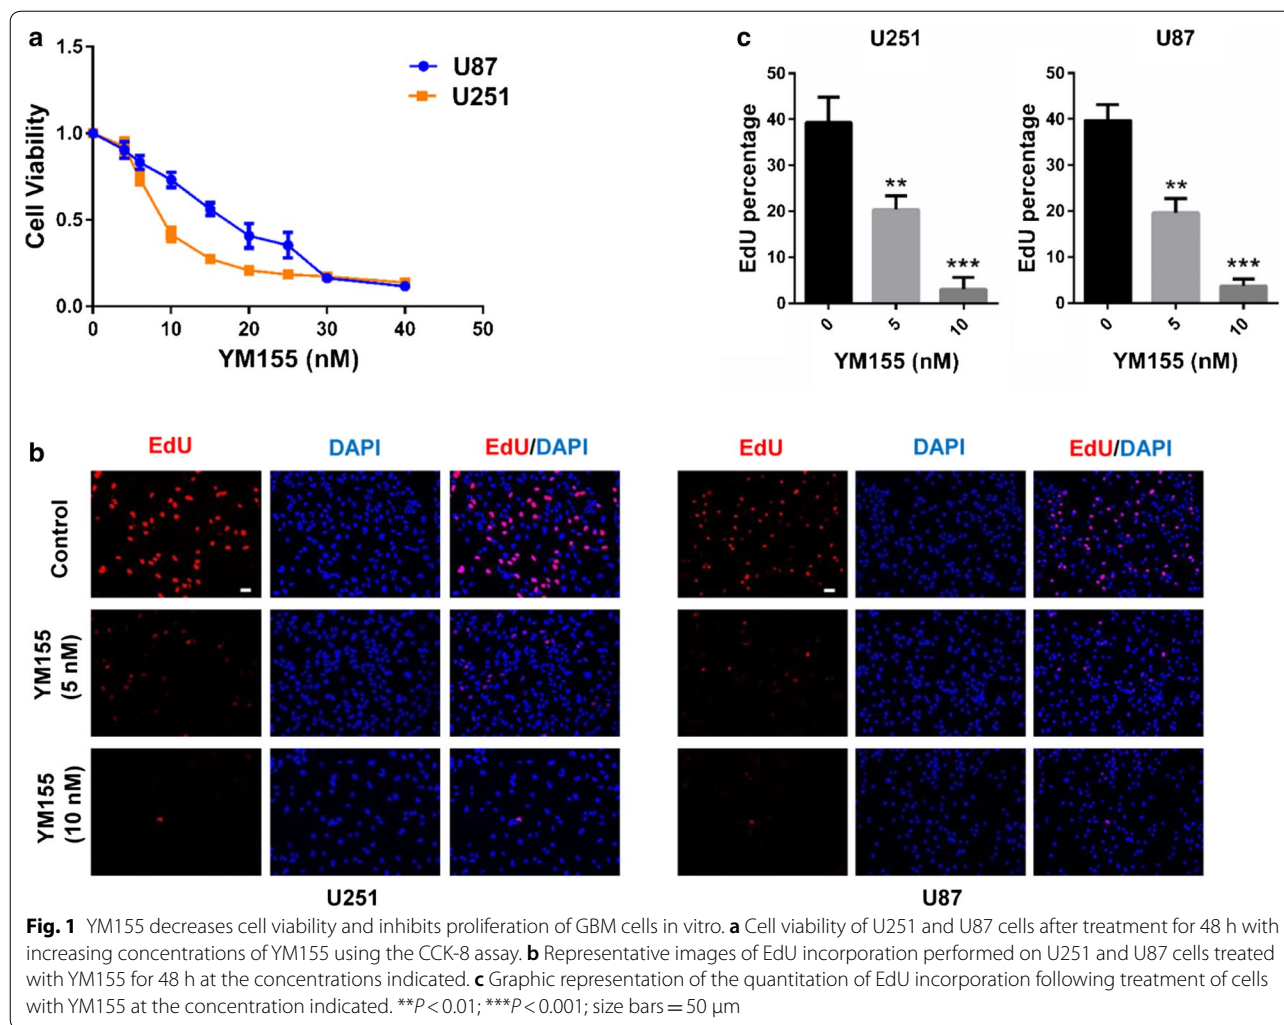 a
1.5
1.0
0.5
0.0
Cell Viability
0 10 20 30 40 50
YM155 (nM)
U87
U251
c
U251
50
40
30
20
10
0
EdU percentage
**
***
0 5 10
YM155 (nM)
U87
50
40
30
20
10
0
EdU percentage
**
***
0 5 10
YM155 (nM)
b
EdU DAPI EdU/DAPI EdU DAPI EdU/DAPI
Control
YM155
(5 nM)
YM155
(10 nM)
U251 U87
Fig. 1 YM155 decreases cell viability and inhibits proliferation of GBM cells in vitro. a Cell viability of U251 and U87 cells after treatment for 48 h with
increasing concentrations of YM155 using the CCK-8 assay. b Representative images of EdU incorporation performed on U251 and U87 cells treated
with YM155 for 48 h at the concentrations indicated. c Graphic representation of the quantitation of EdU incorporation following treatment of cells
with YM155 at the concentration indicated. **P < 0.01; ***P < 0.001; size bars = 50 μm